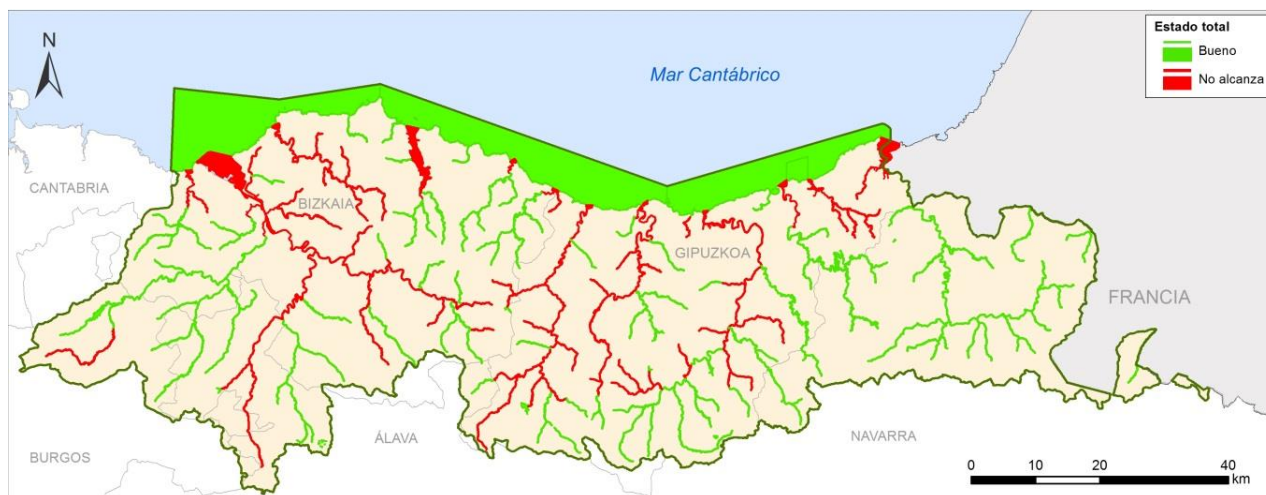 N
Mar Cantábrico
Estado total
Bueno
No alcanza
CANTABRIA
BIZKAIA
GIPUZKOA
FRANCIA
ÁLAVA
NAVARRA
BURGOS
0 10 20 40
km